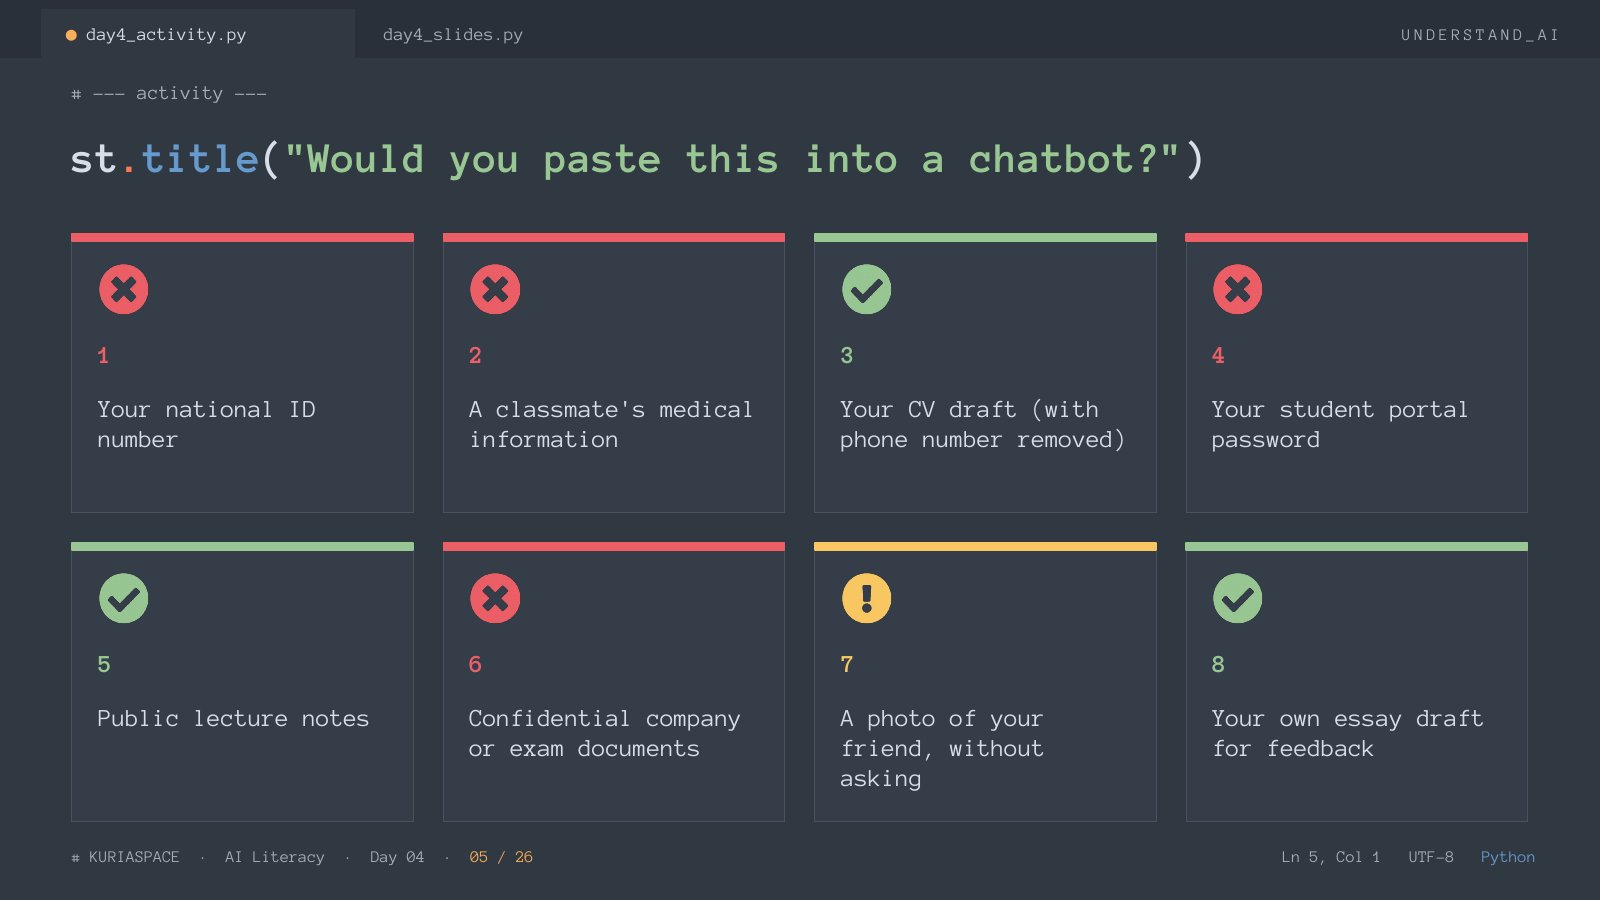 day4_activity.py
day4_slides.py
UNDERSTAND_AI
# --- activity ---
st.title("Would you paste this into a chatbot?")
1
Your national ID
number
2
A classmate's medical
information
3
Your CV draft (with
phone number removed)
4
Your student portal
password
5
Public lecture notes
6
Confidential company
or exam documents
7
A photo of your
friend, without
asking
8
Your own essay draft
for feedback
# KURIASPACE · AI Literacy · Day 04 · 05 / 26
Ln 5, Col 1 UTF-8 Python